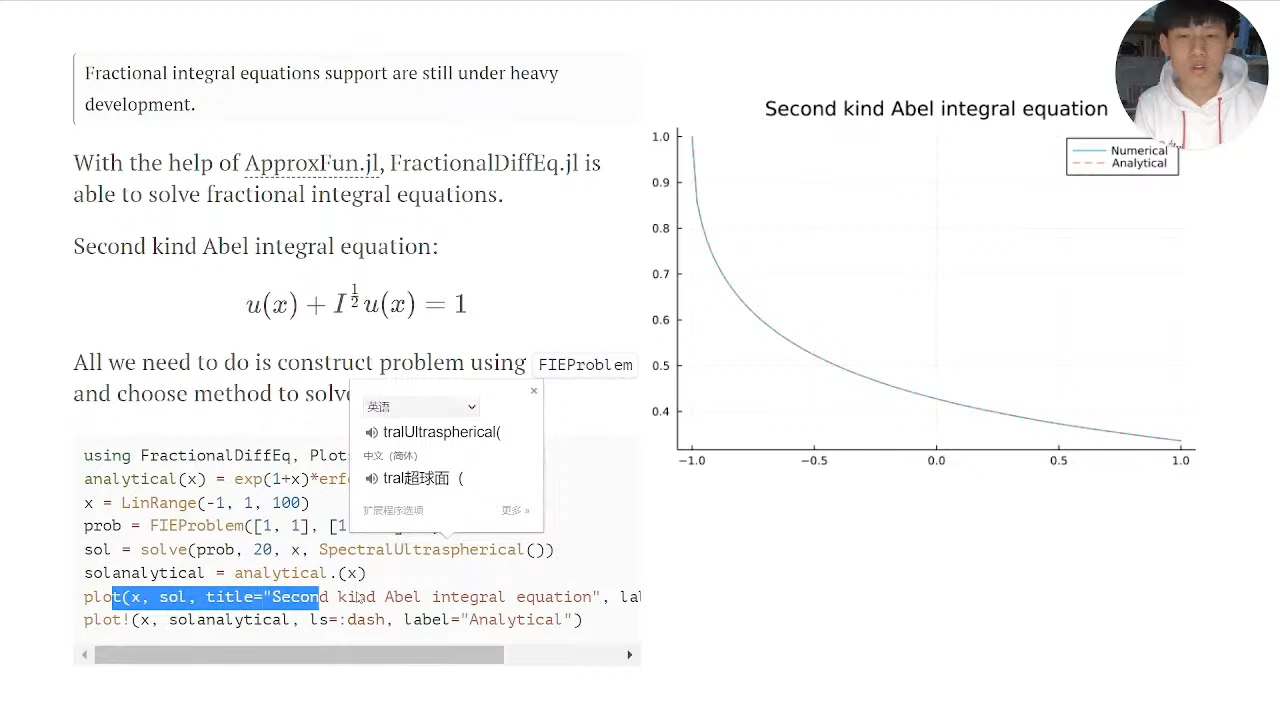 Fractional integral equations support are still under heavy
development.
With the help of ApproxFun.jl, FractionalDiffEq.jl is
able to solve fractional integral equations.
Second kind Abel integral equation:
u(x) + I^{1/2}u(x) = 1
All we need to do is construct problem using FIEProblem
and choose method to solve
英语
tralUltraspherical(
中文（简体）
tral超球面（
扩展程序选项
更多 »
using FractionalDiffEq, Plot
analytical(x) = exp(1+x)*erf
x = LinRange(-1, 1, 100)
prob = FIEProblem([1, 1], [1
sol = solve(prob, 20, x, SpectralUltraspherical())
solanalytical = analytical.(x)
plot(x, sol, title="Second kind Abel integral equation", la
plot!(x, solanalytical, ls=:dash, label="Analytical")
Second kind Abel integral equation
Numerical
Analytical
1.0
0.9
0.8
0.7
0.6
0.5
0.4
−1.0 −0.5 0.0 0.5 1.0